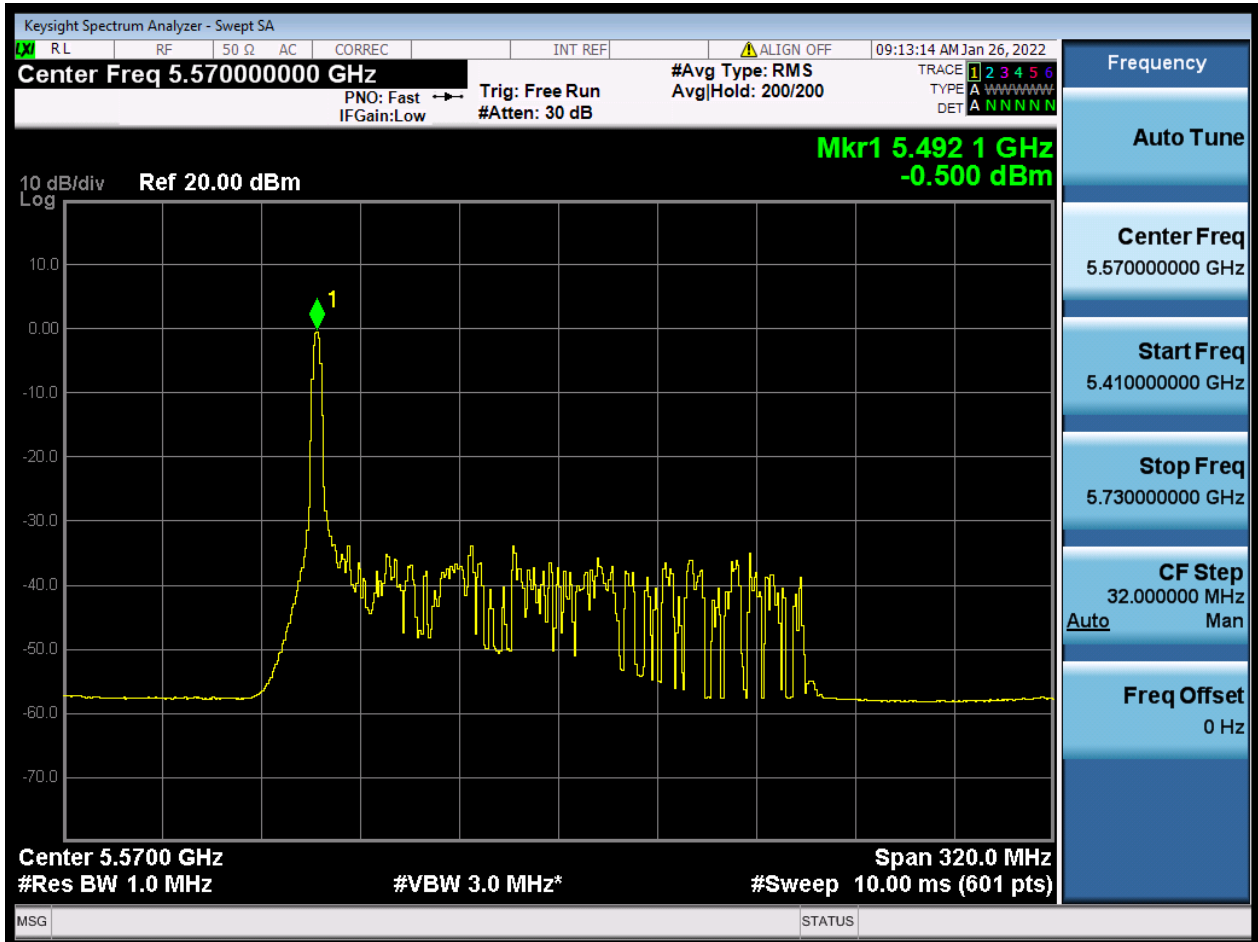 Keysight Spectrum Analyzer - Swept SA
LXI RL RF 50 Ω AC CORREC INT REF ALIGN OFF 09:13:14 AM Jan 26, 2022
Center Freq 5.570000000 GHz
PNO: Fast
IFGain:Low
Trig: Free Run
#Atten: 30 dB
#Avg Type: RMS
Avg|Hold: 200/200
TRACE 1 2 3 4 5 6
TYPE A WWWWW
DET A N N N N N
Mkr1 5.492 1 GHz
-0.500 dBm
10 dB/div Ref 20.00 dBm
Log
10.0
1
0.00
-10.0
-20.0
-30.0
-40.0
-50.0
-60.0
-70.0
Center 5.5700 GHz Span 320.0 MHz
#Res BW 1.0 MHz #VBW 3.0 MHz* #Sweep 10.00 ms (601 pts)
MSG STATUS
Frequency
Auto Tune
Center Freq
5.570000000 GHz
Start Freq
5.410000000 GHz
Stop Freq
5.730000000 GHz
CF Step
32.000000 MHz
Auto Man
Freq Offset
0 Hz